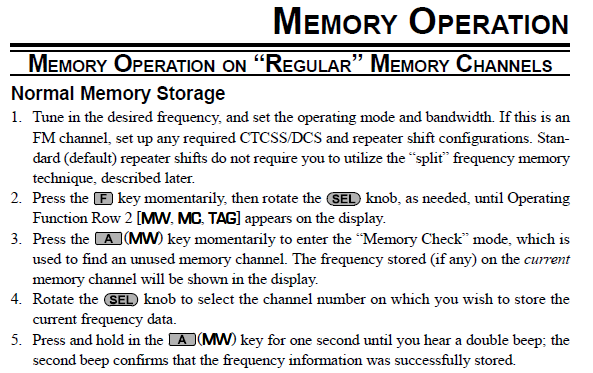 MEMORY OPERATION
MEMORY OPERATION ON “REGULAR” MEMORY CHANNELS
Normal Memory Storage
1. Tune in the desired frequency, and set the operating mode and bandwidth. If this is an
FM channel, set up any required CTCSS/DCS and repeater shift configurations. Stan-
dard (default) repeater shifts do not require you to utilize the “split” frequency memory
technique, described later.
2. Press the F key momentarily, then rotate the SEL knob, as needed, until Operating
Function Row 2 [MW, MC, TAG] appears on the display.
3. Press the A(MW) key momentarily to enter the “Memory Check” mode, which is
used to find an unused memory channel. The frequency stored (if any) on the current
memory channel will be shown in the display.
4. Rotate the SEL knob to select the channel number on which you wish to store the
current frequency data.
5. Press and hold in the A(MW) key for one second until you hear a double beep; the
second beep confirms that the frequency information was successfully stored.